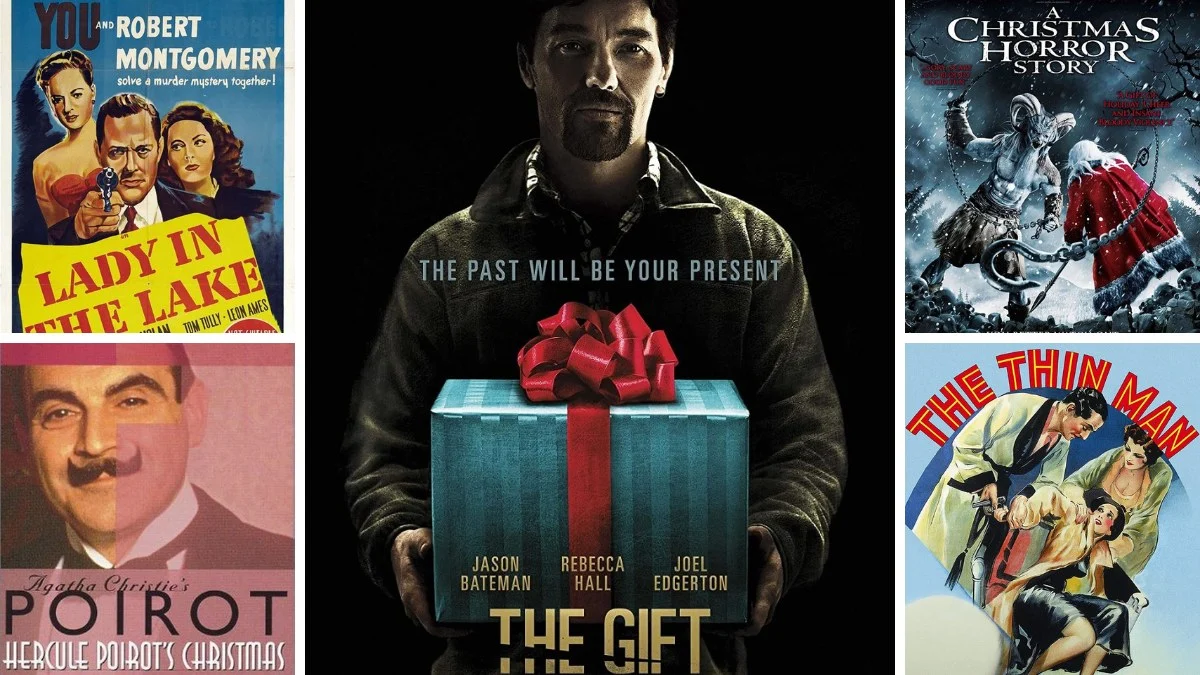 YOU AND ROBERT
MONTGOMERY
solve a murder mystery together!
LADY IN
THE LAKE
TOM TULLY · LEON AMES
Agatha Christie's
POIROT
HERCULE POIROT'S CHRISTMAS
THE PAST WILL BE YOUR PRESENT
JASON BATEMAN
REBECCA HALL
JOEL EDGERTON
THE GIFT
A
CHRISTMAS
HORROR
STORY
THE THIN MAN